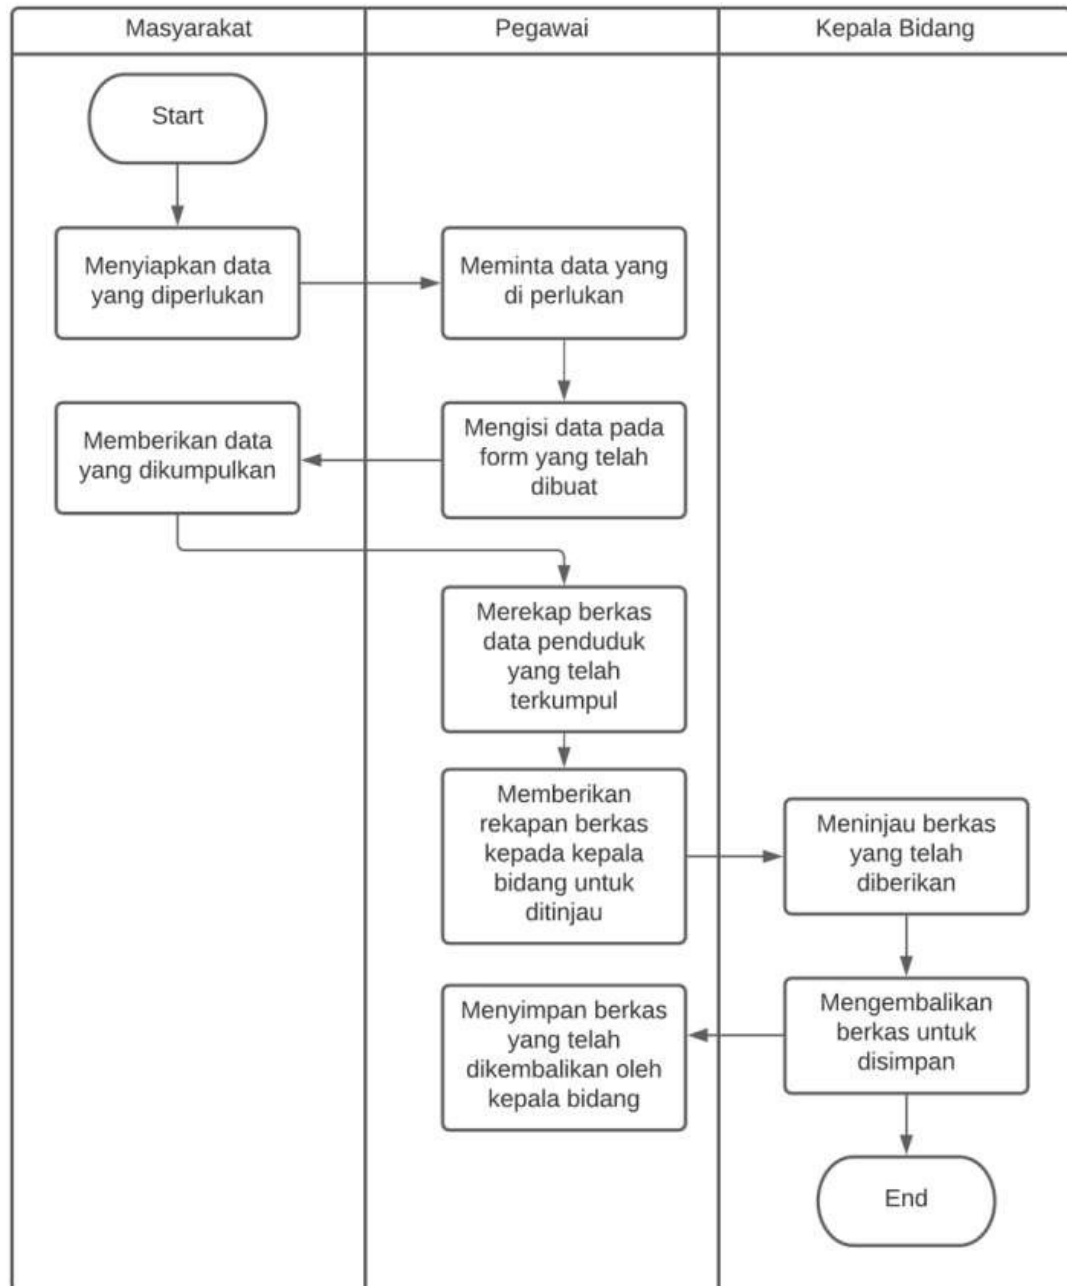 Masyarakat
Pegawai
Kepala Bidang
Start
Menyiapkan data
yang diperlukan
Meminta data yang
di perlukan
Memberikan data
yang dikumpulkan
Mengisi data pada
form yang telah
dibuat
Merekap berkas
data penduduk
yang telah
terkumpul
Memberikan
rekapan berkas
kepada kepala
bidang untuk
ditinjau
Meninjau berkas
yang telah
diberikan
Menyimpan berkas
yang telah
dikembalikan oleh
kepala bidang
Mengembalikan
berkas untuk
disimpan
End